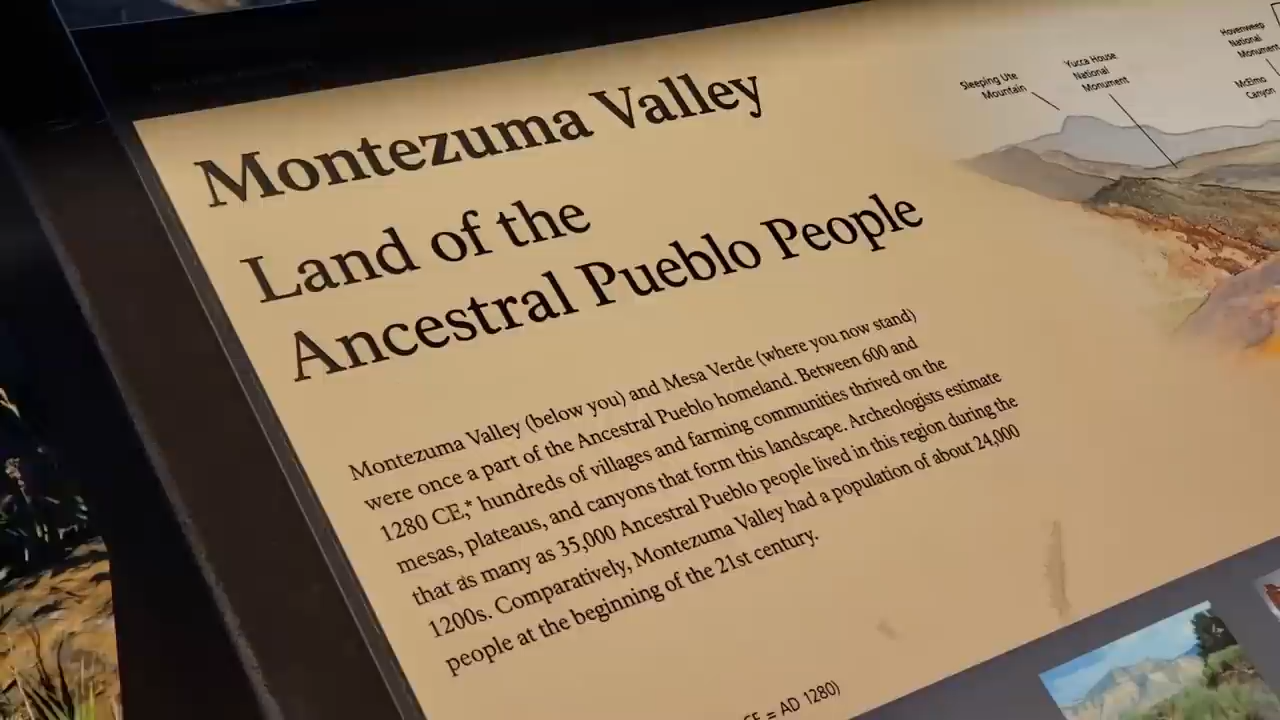 Montezuma Valley
Land of the
Ancestral Pueblo People
Montezuma Valley (below you) and Mesa Verde (where you now stand)
were once a part of the Ancestral Pueblo homeland. Between 600 and
1280 CE,* hundreds of villages and farming communities thrived on the
mesas, plateaus, and canyons that form this landscape. Archeologists estimate
that as many as 35,000 Ancestral Pueblo people lived in this region during the
1200s. Comparatively, Montezuma Valley had a population of about 24,000
people at the beginning of the 21st century.
= AD 1280)
Sleeping Ute
Mountain
Yucca House
National
Monument
Hovenweep
National
Monument
McElmo
Canyon